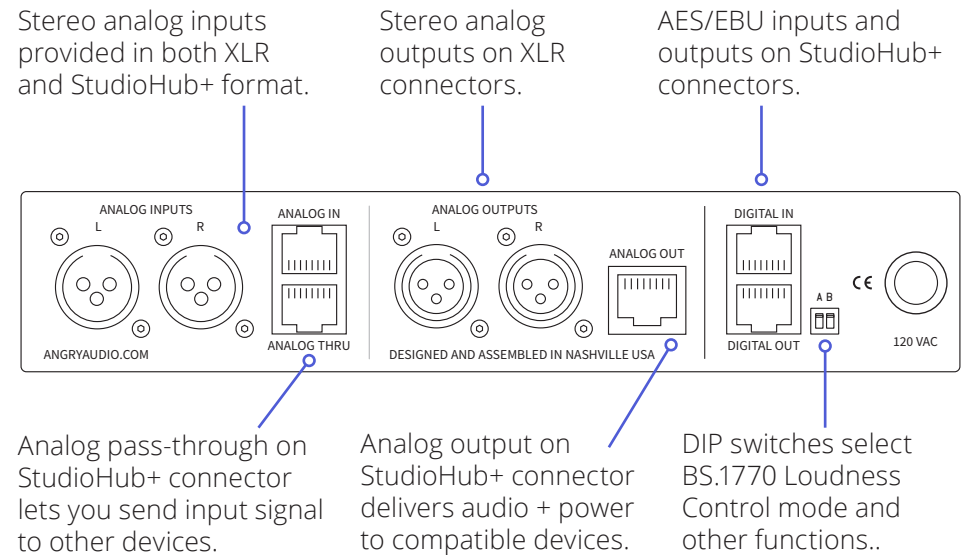 Stereo analog inputs
provided in both XLR
and StudioHub+ format.
Stereo analog
outputs on XLR
connectors.
AES/EBU inputs and
outputs on StudioHub+
connectors.
ANALOG INPUTS
L
R
ANALOG IN
ANALOG THRU
ANGRYAUDIO.COM
ANALOG OUTPUTS
L
R
ANALOG OUT
DESIGNED AND ASSEMBLED IN NASHVILLE USA
DIGITAL IN
DIGITAL OUT
A B
CE
120 VAC
Analog pass-through on
StudioHub+ connector
lets you send input signal
to other devices.
Analog output on
StudioHub+ connector
delivers audio + power
to compatible devices.
DIP switches select
BS.1770 Loudness
Control mode and
other functions..